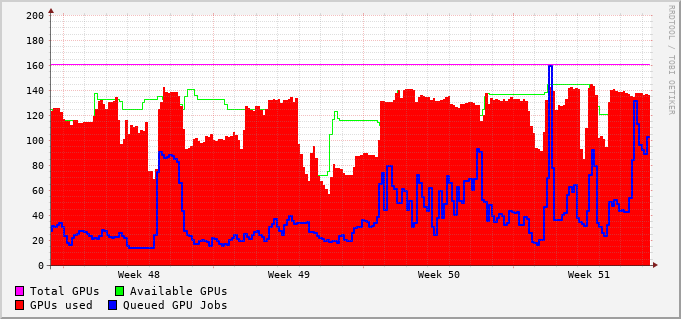 200
180
160
140
120
100
80
60
40
20
0
Week 48 Week 49 Week 50 Week 51
Total GPUs Available GPUs
GPUs used Queued GPU Jobs
RRDTOOL / TOBI OETIKER